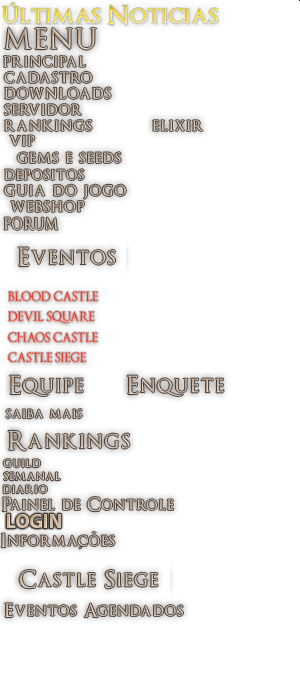 Últimas Noticias
MENU
PRINCIPAL
CADASTRO
DOWNLOADS
SERVIDOR
RANKINGS ELIXIR
VIP
GEMS E SEEDS
DEPOSITOS
GUIA DO JOGO
WEBSHOP
FORUM
Eventos
BLOOD CASTLE
DEVIL SQUARE
CHAOS CASTLE
CASTLE SIEGE
Equipe Enquete
SAIBA MAIS
Rankings
GUILD
SEMANAL
DIARIO
Painel de Controle
LOGIN
Informações
Castle Siege
Eventos Agendados